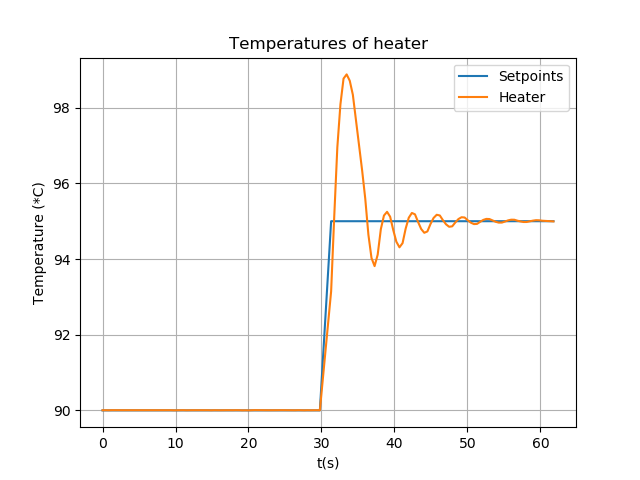 Temperatures of heater
Setpoints
Heater
Temperature (*C)
98
96
94
92
90
0 10 20 30 40 50 60
t(s)